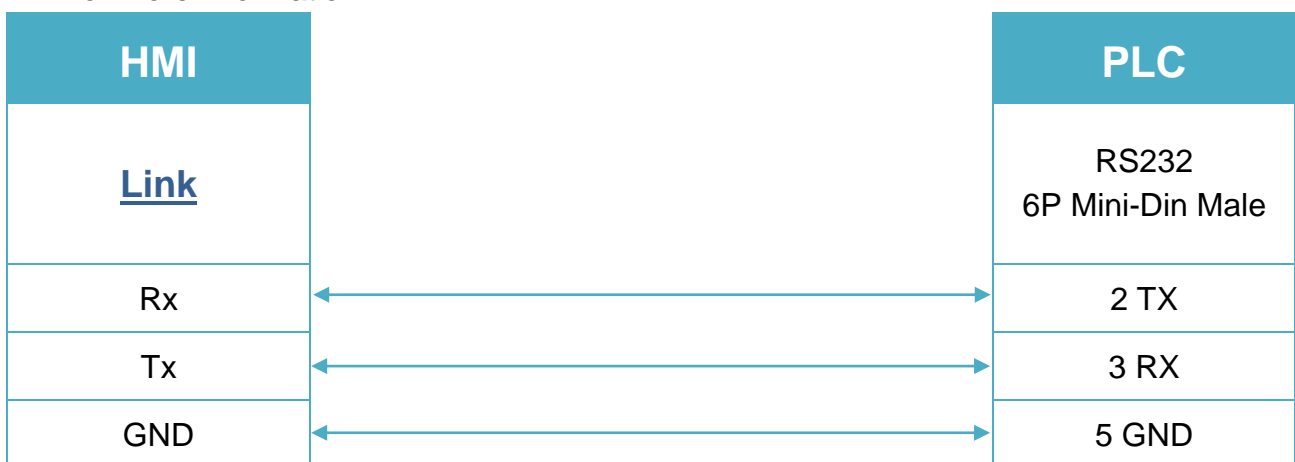 HMI
PLC
Link
RS232
6P Mini-Din Male
Rx
2 TX
Tx
3 RX
GND
5 GND